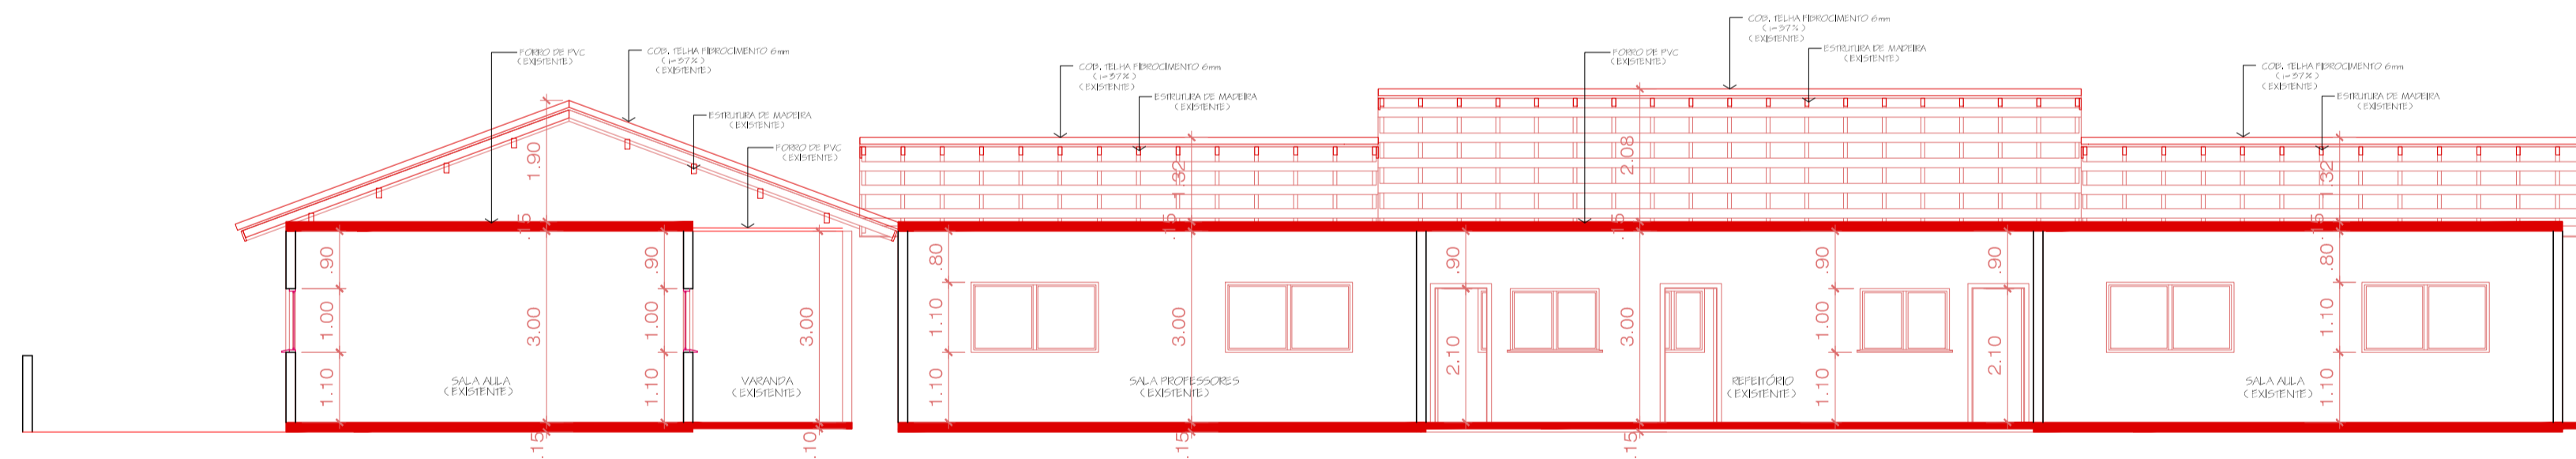 FORRO DE PVC
(EXISTENTE)
COB. TELHA FIBROCIMENTO 6mm
(i=37%)
(EXISTENTE)
ESTRUTURA DE MADEIRA
(EXISTENTE)
FORRO DE PVC
(EXISTENTE)
COB. TELHA FIBROCIMENTO 6mm
(i=37%)
(EXISTENTE)
ESTRUTURA DE MADEIRA
(EXISTENTE)
FORRO DE PVC
(EXISTENTE)
COB. TELHA FIBROCIMENTO 6mm
(i=37%)
(EXISTENTE)
ESTRUTURA DE MADEIRA
(EXISTENTE)
COB. TELHA FIBROCIMENTO 6mm
(i=37%)
(EXISTENTE)
ESTRUTURA DE MADEIRA
(EXISTENTE)
1.90
.15
1.32
.15
2.08
.15
1.32
.15
.90
1.00
1.10
3.00
.15
.90
1.00
1.10
3.00
.10
.80
1.10
1.10
3.00
.15
.90
2.10
3.00
.15
.90
1.00
1.10
.90
2.10
.80
1.10
1.10
SALA AULA
(EXISTENTE)
VARANDA
(EXISTENTE)
SALA PROFESSORES
(EXISTENTE)
REFEITÓRIO
(EXISTENTE)
SALA AULA
(EXISTENTE)